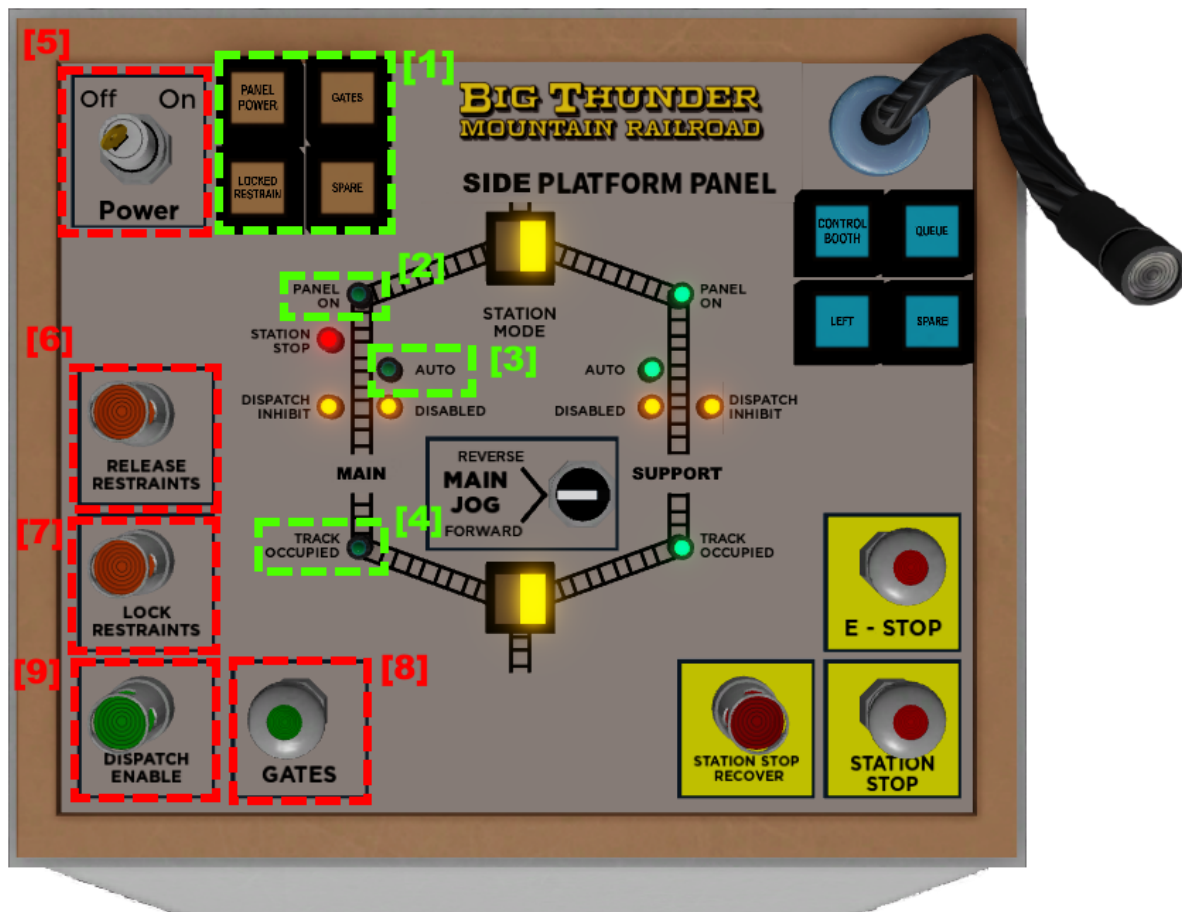 [5]
Off On
Power
PANEL
POWER
GATES
LOCKED
RESTRAIN
SPARE
[1]
BIG THUNDER
MOUNTAIN RAILROAD
SIDE PLATFORM PANEL
CONTROL
BOOTH
QUEUE
LEFT
SPARE
PANEL
ON
[2]
STATION
MODE
PANEL
ON
STATION
STOP
AUTO
[3]
AUTO
DISPATCH
INHIBIT
DISABLED
DISABLED
DISPATCH
INHIBIT
[6]
RELEASE
RESTRAINTS
MAIN
REVERSE
MAIN
JOG
FORWARD
SUPPORT
[7]
LOCK
RESTRAINTS
TRACK
OCCUPIED
[4]
TRACK
OCCUPIED
E - STOP
[9]
DISPATCH
ENABLE
[8]
GATES
STATION STOP
RECOVER
STATION
STOP